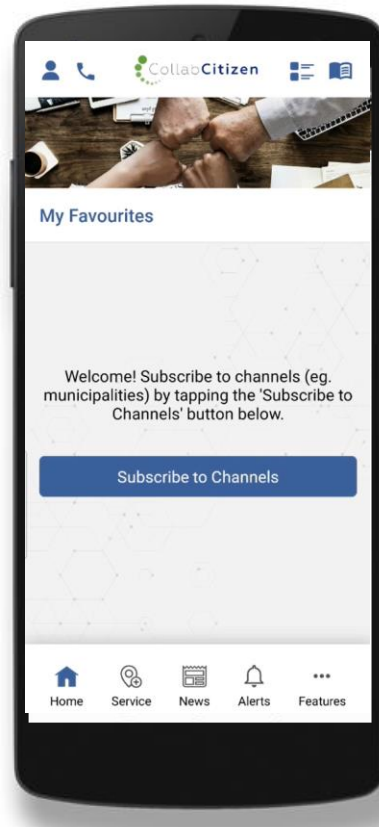 CollabCitizen
My Favourites
Welcome! Subscribe to channels (eg.
municipalities) by tapping the 'Subscribe to
Channels' button below.
Subscribe to Channels
Home Service News Alerts Features